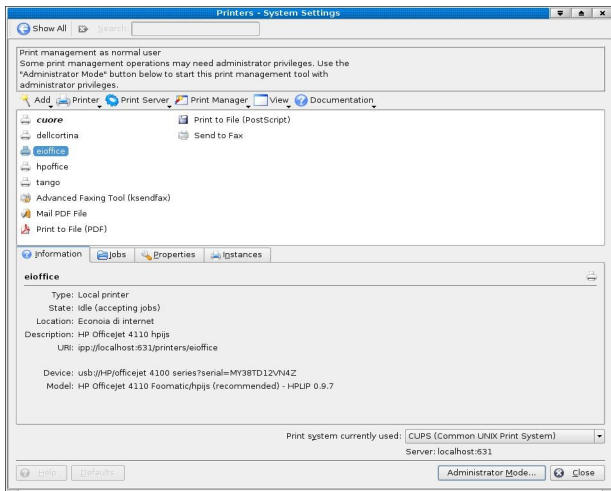 Printers - System Settings
Show All Search:
Print management as normal user
Some print management operations may need administrator privileges. Use the
"Administrator Mode" button below to start this print management tool with
administrator privileges.
Add Printer Print Server Print Manager View Documentation
cuore
dellcortina
eioffice
hpoffice
tango
Advanced Faxing Tool (ksendfax)
Mail PDF File
Print to File (PDF)
Print to File (PostScript)
Send to Fax
Information Jobs Properties Instances
eioffice
Type: Local printer
State: Idle (accepting jobs)
Location: Econoia di internet
Description: HP OfficeJet 4110 hpijs
URI: ipp://localhost:631/printers/eioffice
Device: usb://HP/officejet 4100 series?serial=MY38TD12VN4Z
Model: HP OfficeJet 4110 Foomatic/hpijs (recommended) - HPLIP 0.9.7
Print system currently used: CUPS (Common UNIX Print System)
Server: localhost:631
Help Defaults Administrator Mode... Close